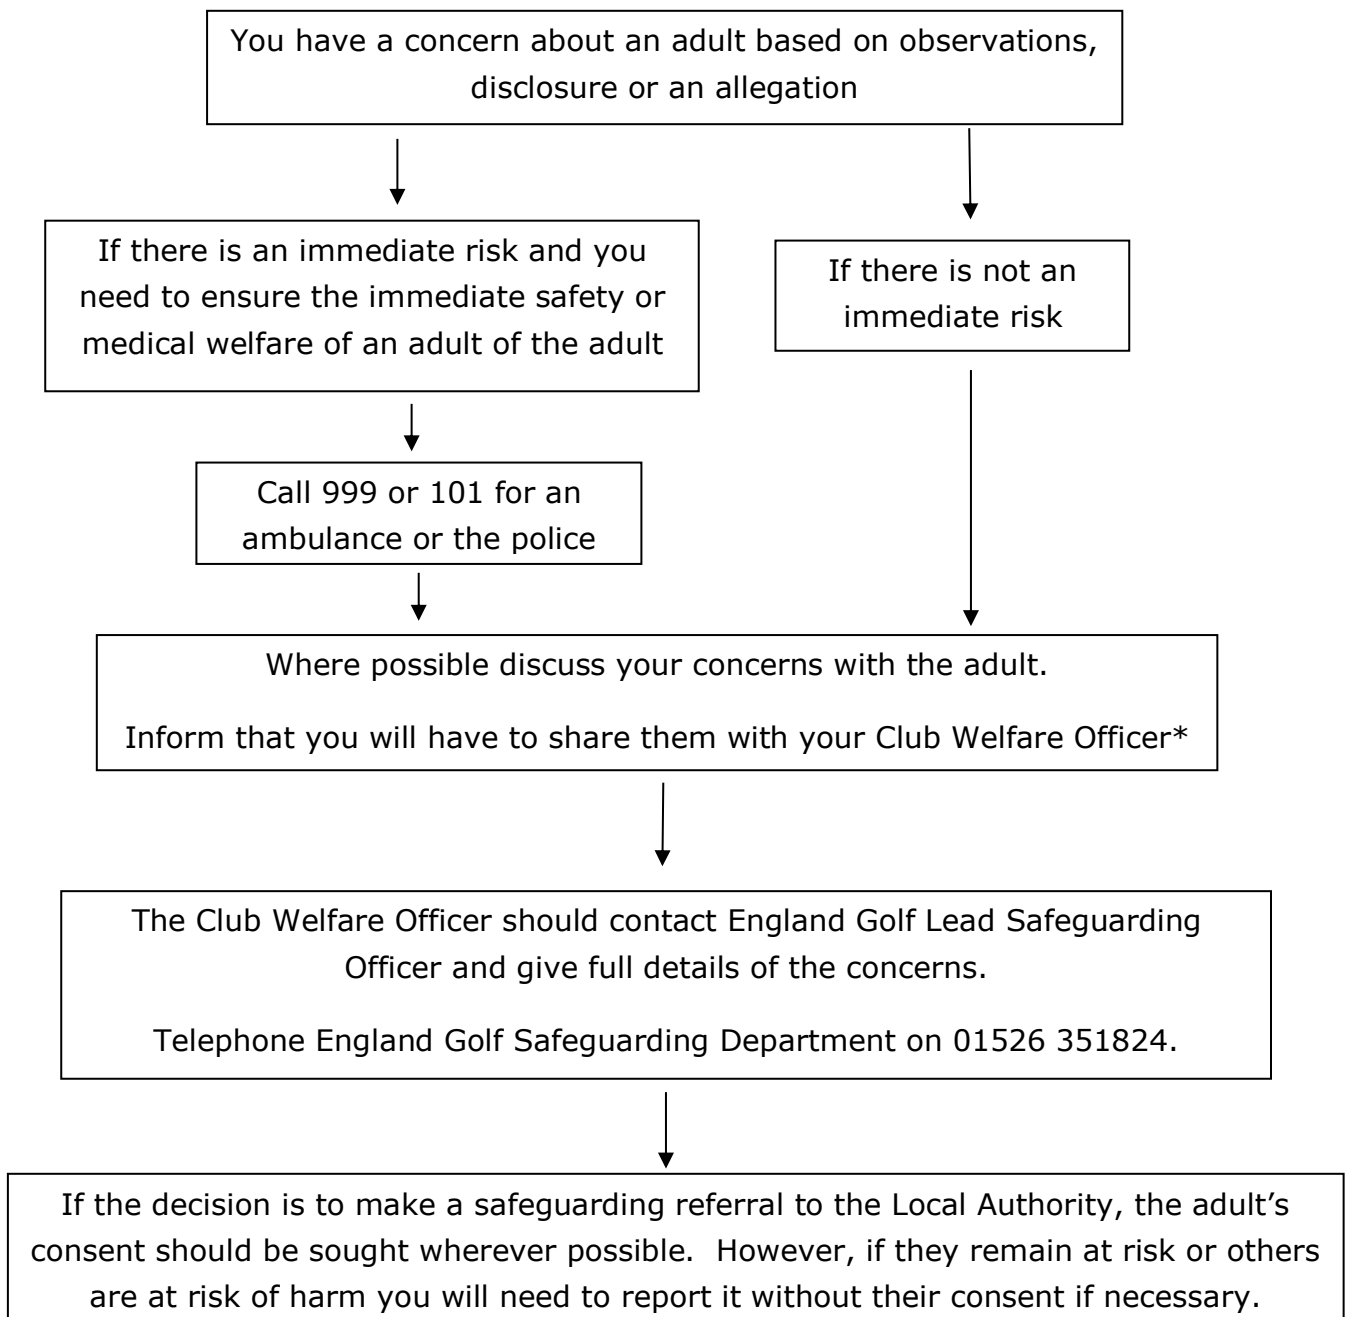 You have a concern about an adult based on observations,
disclosure or an allegation
If there is an immediate risk and you
need to ensure the immediate safety or
medical welfare of an adult of the adult
If there is not an
immediate risk
Call 999 or 101 for an
ambulance or the police
Where possible discuss your concerns with the adult.
Inform that you will have to share them with your Club Welfare Officer*
The Club Welfare Officer should contact England Golf Lead Safeguarding
Officer and give full details of the concerns.
Telephone England Golf Safeguarding Department on 01526 351824.
If the decision is to make a safeguarding referral to the Local Authority, the adult’s
consent should be sought wherever possible.  However, if they remain at risk or others
are at risk of harm you will need to report it without their consent if necessary.